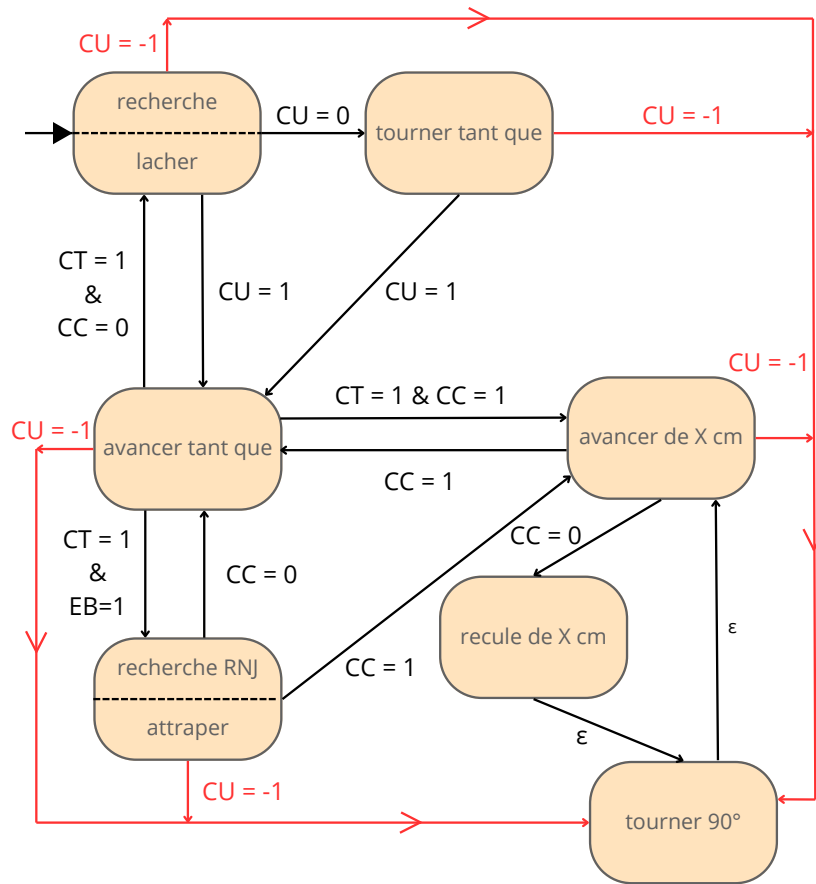 CU = -1
recherche
lacher
CU = 0
tourner tant que
CU = -1
CT = 1
&
CC = 0
CU = 1
CU = 1
CU = -1
CT = 1 & CC = 1
CU = -1
avancer tant que
avancer de X cm
CC = 1
CT = 1
&
EB=1
CC = 0
CC = 0
recherche RNJ
attraper
CC = 1
recule de X cm
ε
ε
CU = -1
tourner 90°